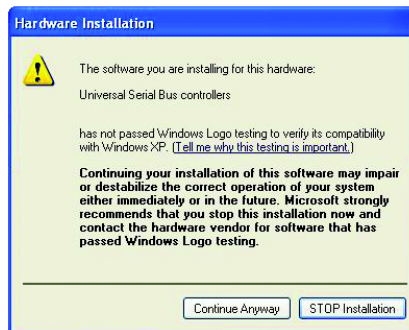 Hardware Installation
The software you are installing for this hardware:
Universal Serial Bus controllers
has not passed Windows Logo testing to verify its compatibility
with Windows XP. (Tell me why this testing is important.)
Continuing your installation of this software may impair
or destabilize the correct operation of your system
either immediately or in the future. Microsoft strongly
recommends that you stop this installation now and
contact the hardware vendor for software that has
passed Windows Logo testing.
Continue Anyway
STOP Installation